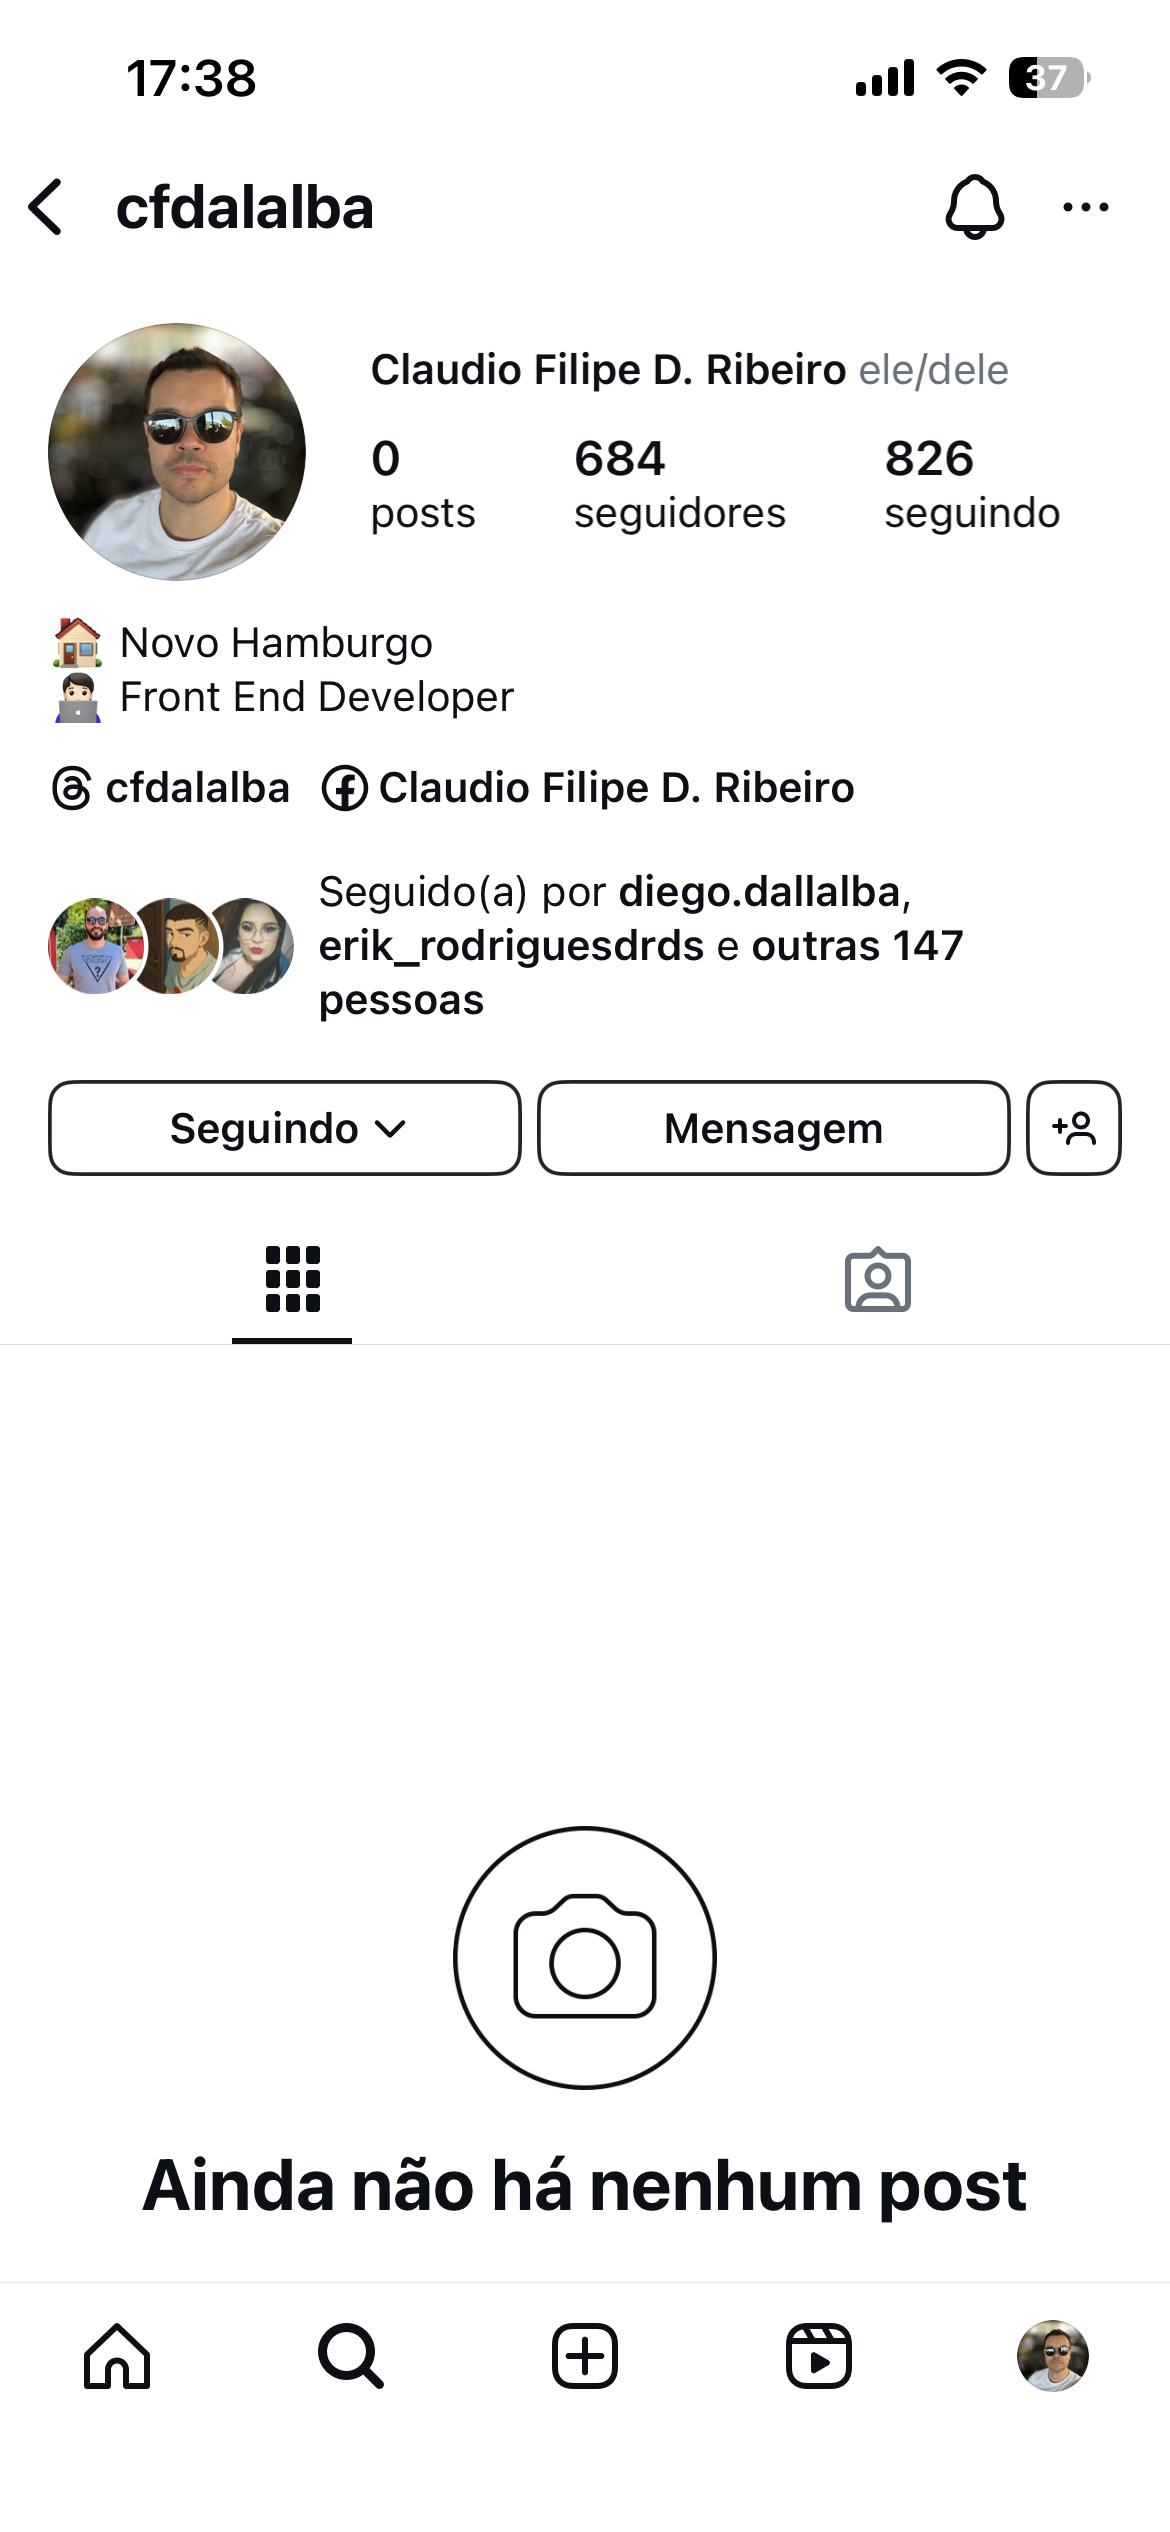 17:38
37
cfdalalba
Claudio Filipe D. Ribeiro ele/dele
0 684 826
posts seguidores seguindo
Novo Hamburgo
Front End Developer
cfdalalba Claudio Filipe D. Ribeiro
Seguido(a) por diego.dallalba,
erik_rodriguesdrds e outras 147
pessoas
Seguindo Mensagem
Ainda não há nenhum post